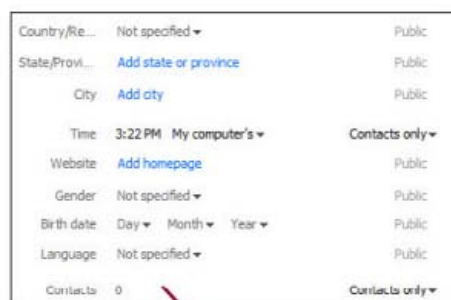 Country/Re... Not specified Public
State/Provi... Add state or province Public
City Add city Public
Time 3:22 PM My computer's Contacts only
Website Add homepage Public
Gender Not specified Public
Birth date Day Month Year Public
Language Not specified Public
Contacts 0 Contacts only